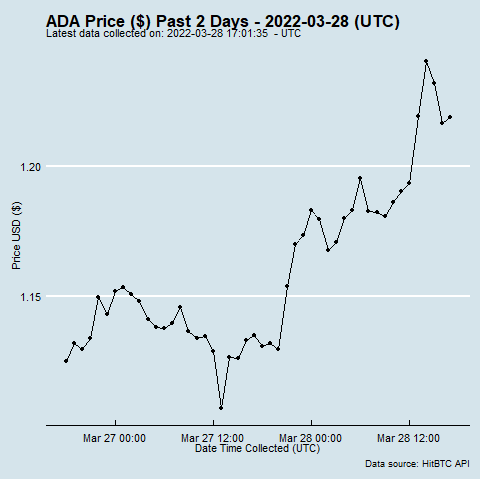 ADA Price ($) Past 2 Days - 2022-03-28 (UTC)
Latest data collected on: 2022-03-28 17:01:35 - UTC
1.20
Price USD ($)
1.15
Mar 27 00:00 Mar 27 12:00 Mar 28 00:00 Mar 28 12:00
Date Time Collected (UTC)
Data source: HitBTC API